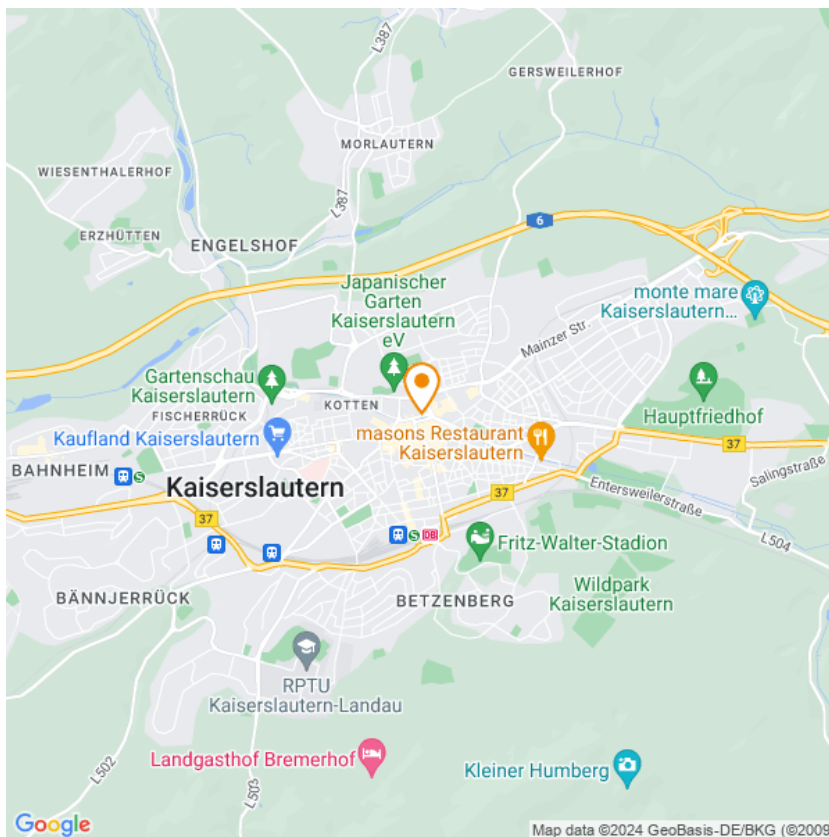 L387
GERSWEILERHOF
MORLAUTERN
WIESENTHALERHOF
L387
ERZHÜTTEN
ENGELSHOF
6
Japanischer
Garten
Kaiserslautern
eV
monte mare
Kaiserslautern...
Mainzer Str.
Gartenschau
Kaiserslautern
KOTTEN
FISCHERRÜCK
Hauptfriedhof
Kaufland Kaiserslautern
masons Restaurant
Kaiserslautern
37
BAHNHEIM
S
Salingstraße
Kaiserslautern
37
Entersweilerstraße
37
S
DB
Fritz-Walter-Stadion
L504
Wildpark
Kaiserslautern
BÄNNJERRÜCK
BETZENBERG
RPTU
Kaiserslautern-Landau
L502
L503
Landgasthof Bremerhof
Kleiner Humberg
Google
Map data ©2024 GeoBasis-DE/BKG (©2009